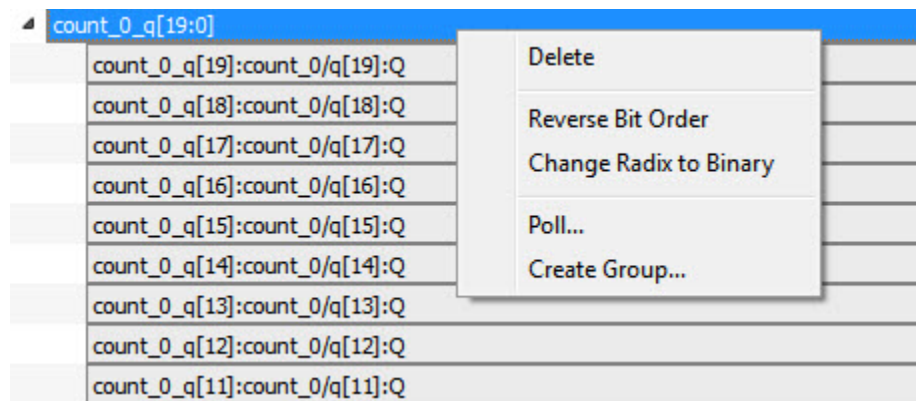 count_0_q[19:0]
count_0_q[19]:count_0/q[19]:Q
count_0_q[18]:count_0/q[18]:Q
count_0_q[17]:count_0/q[17]:Q
count_0_q[16]:count_0/q[16]:Q
count_0_q[15]:count_0/q[15]:Q
count_0_q[14]:count_0/q[14]:Q
count_0_q[13]:count_0/q[13]:Q
count_0_q[12]:count_0/q[12]:Q
count_0_q[11]:count_0/q[11]:Q
Delete
Reverse Bit Order
Change Radix to Binary
Poll...
Create Group...